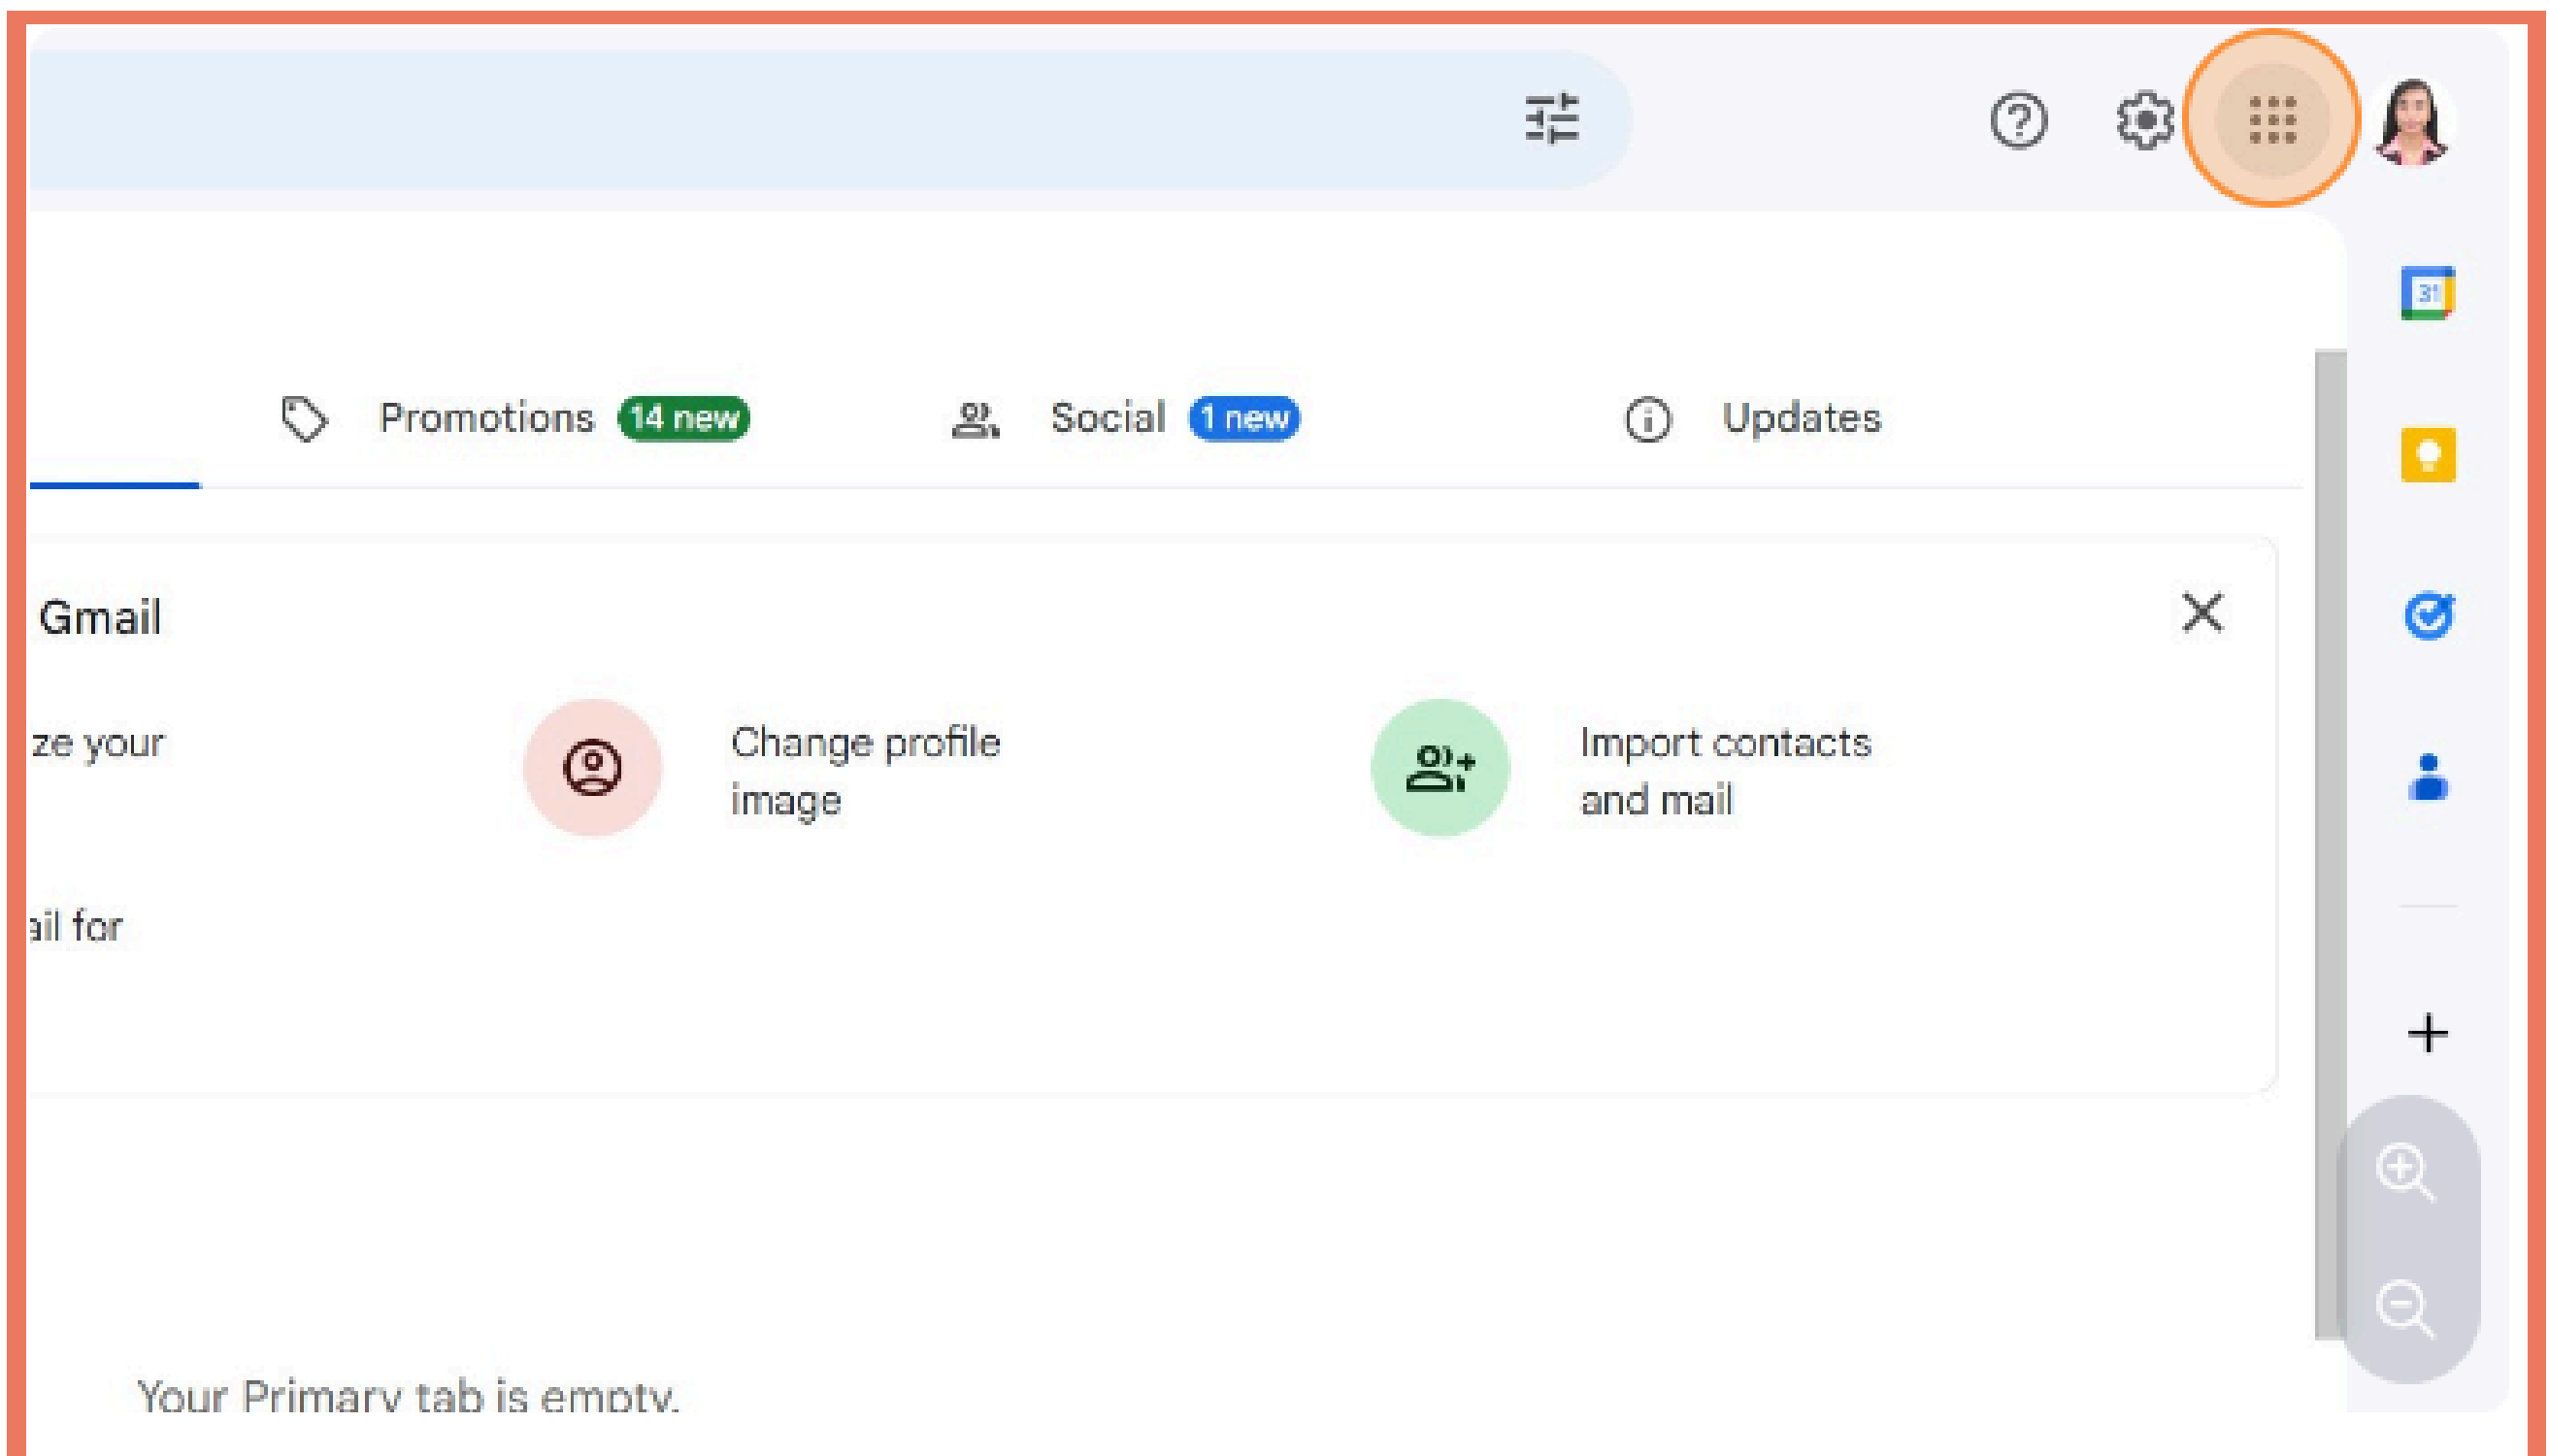 31
Promotions 14 new Social 1 new Updates
Gmail
ze your
Change profile
image
Import contacts
and mail
ail for
Your Primary tab is empty.